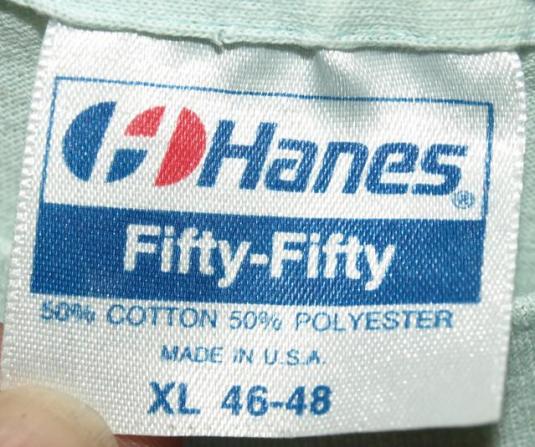 Hanes®
Fifty-Fifty
50% COTTON 50% POLYESTER
MADE IN U.S.A.
XL 46-48